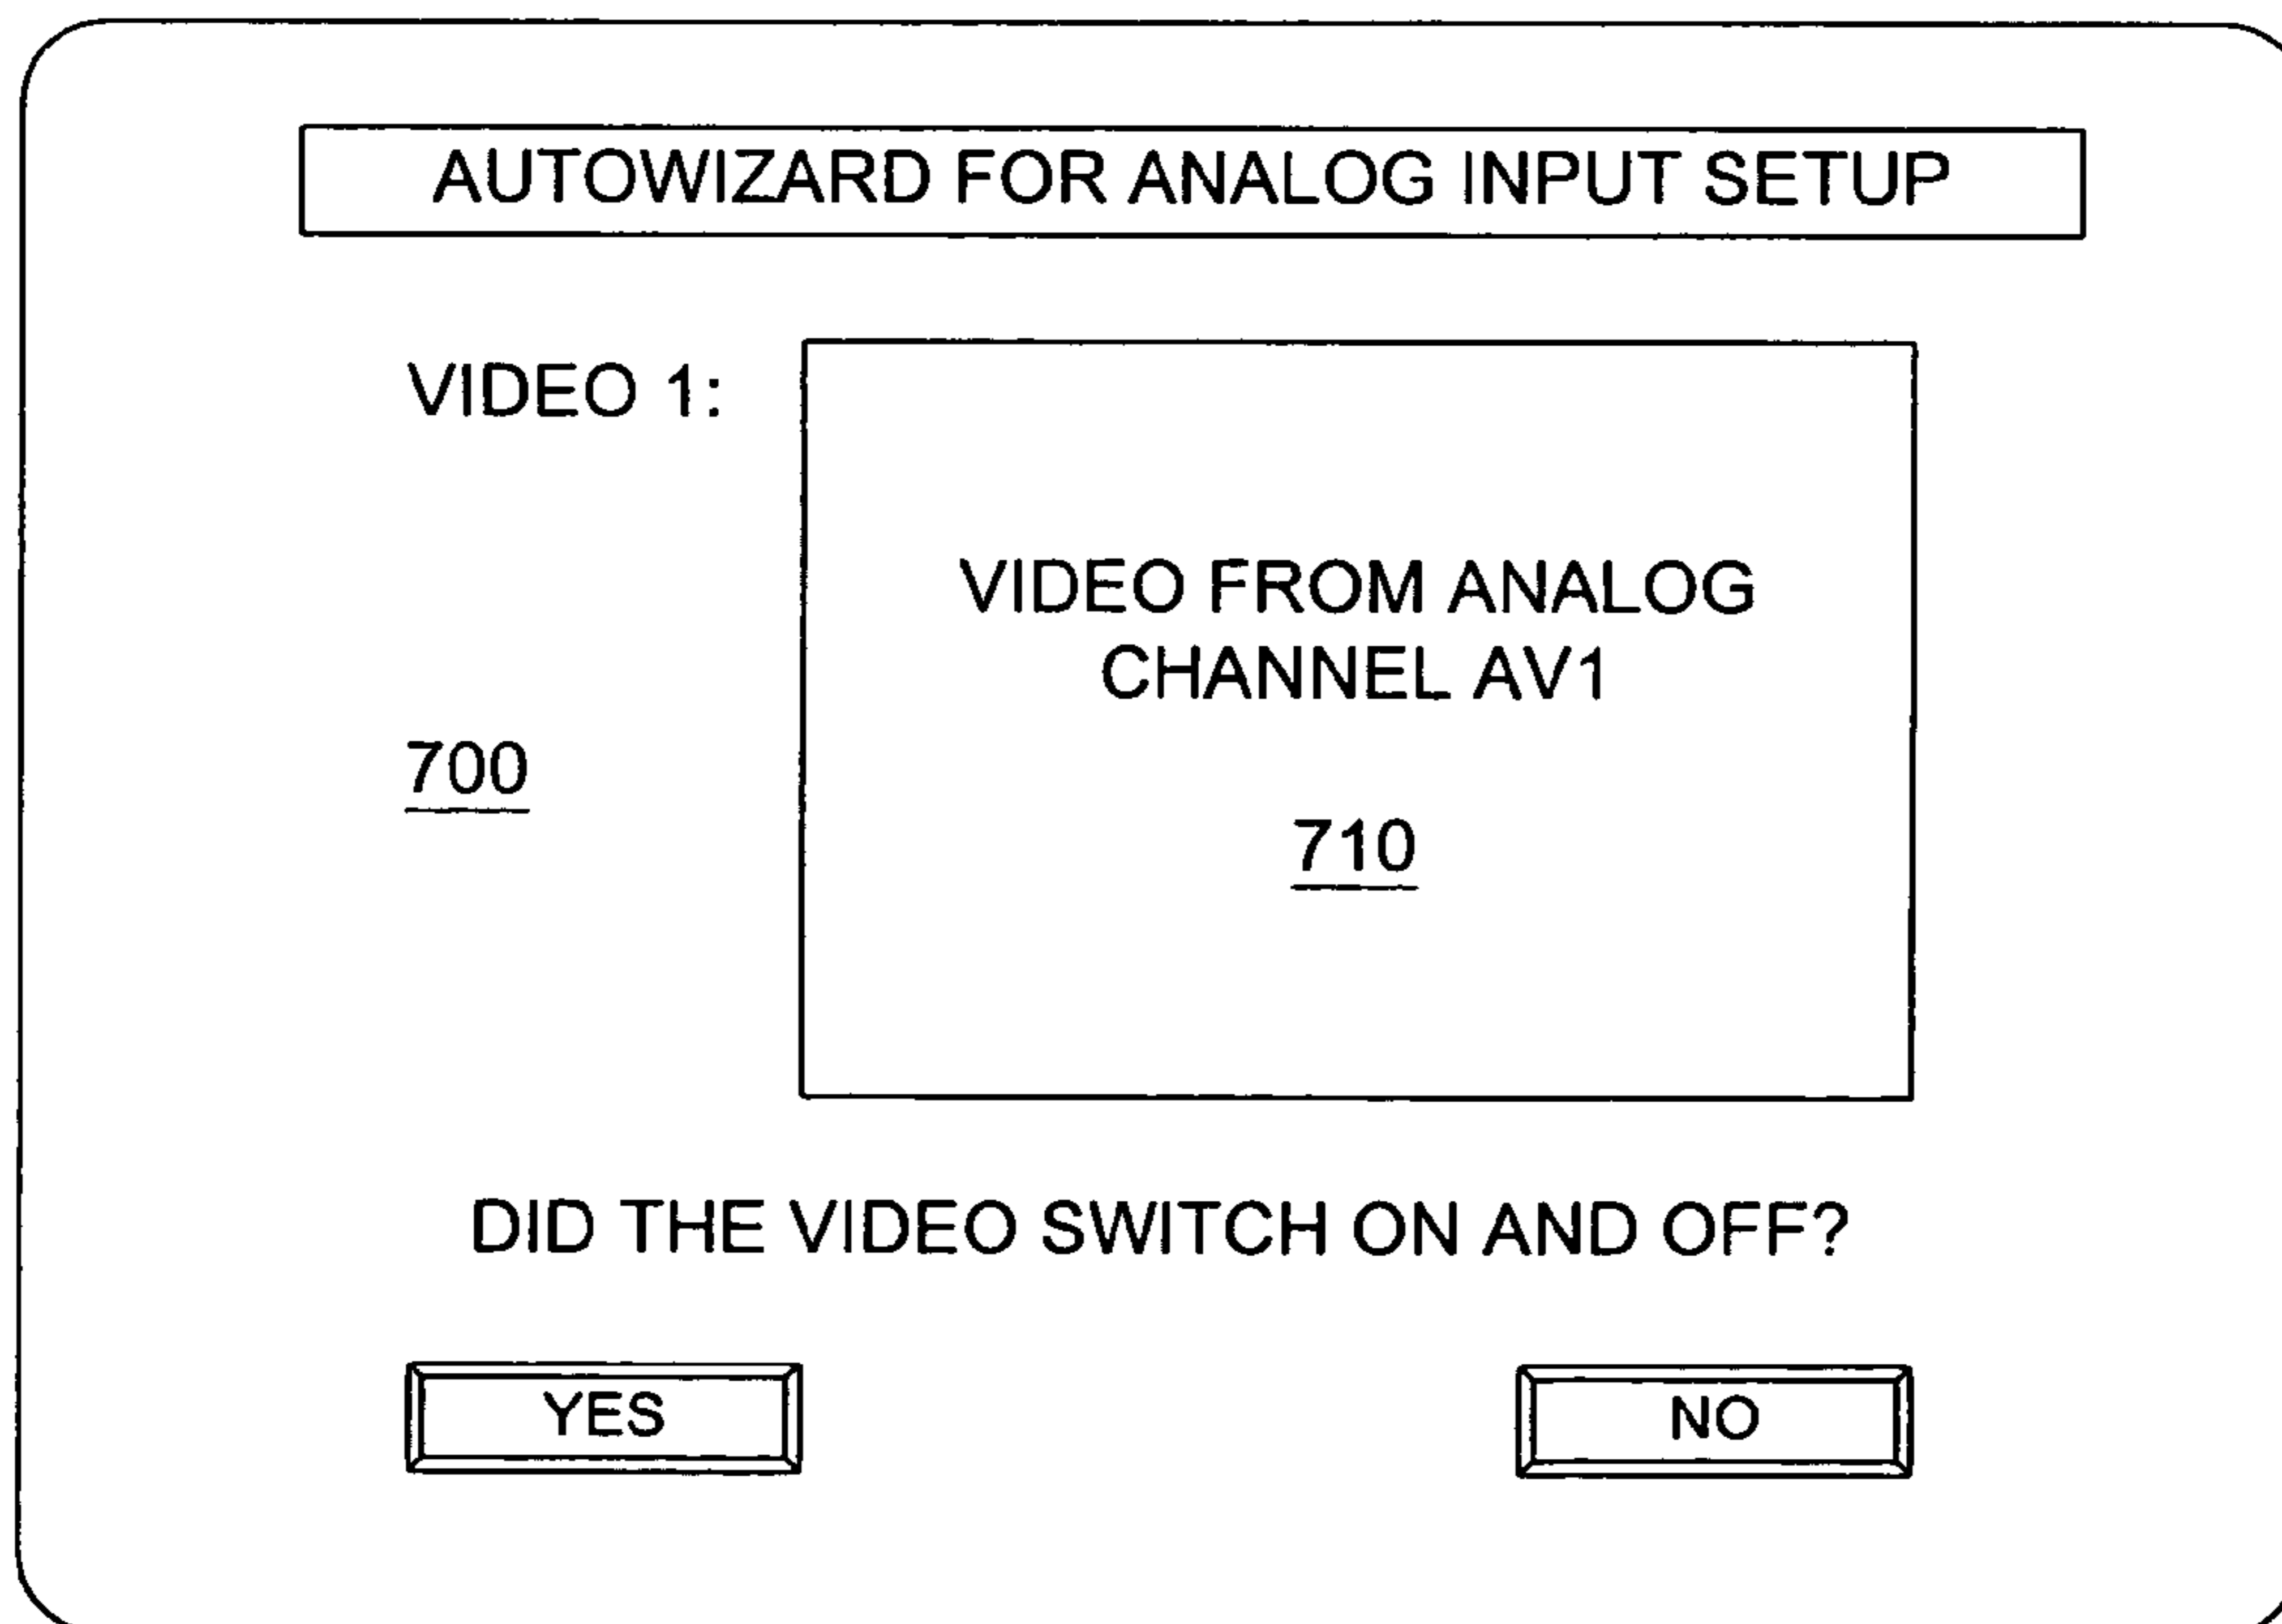 AUTOWIZARD FOR ANALOG INPUT SETUP
VIDEO 1:
VIDEO FROM ANALOG
CHANNEL AV1
700
710
DID THE VIDEO SWITCH ON AND OFF?
YES
NO